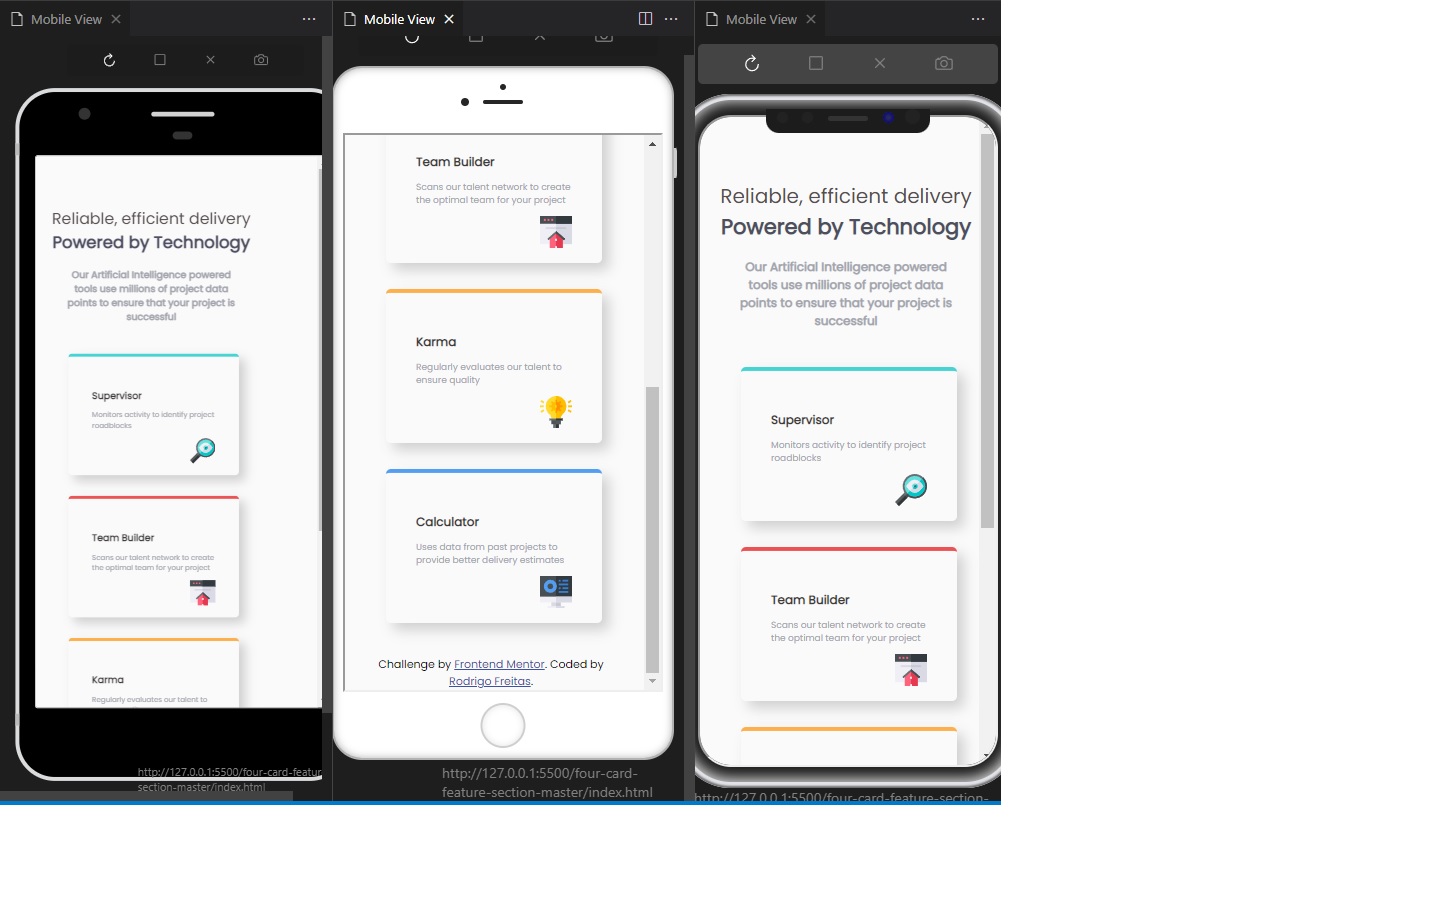 Mobile View
Reliable, efficient delivery
Powered by Technology
Our Artificial Intelligence powered
tools use millions of project data
points to ensure that your project is
successful
Supervisor
Monitors activity to identify project
roadblocks
Team Builder
Scans our talent network to create
the optimal team for your project
Karma
Regularly evaluates our talent to
http://127.0.0.1:5500/four-card-featur
section-master/index.html
Mobile View
Team Builder
Scans our talent network to create
the optimal team for your project
Karma
Regularly evaluates our talent to
ensure quality
Calculator
Uses data from past projects to
provide better delivery estimates
Challenge by Frontend Mentor. Coded by
Rodrigo Freitas.
http://127.0.0.1:5500/four-card-
feature-section-master/index.html
Mobile View
Reliable, efficient delivery
Powered by Technology
Our Artificial Intelligence powered
tools use millions of project data
points to ensure that your project is
successful
Supervisor
Monitors activity to identify project
roadblocks
Team Builder
Scans our talent network to create
the optimal team for your project
http://127.0.0.1:5500/four-card-feature-section-